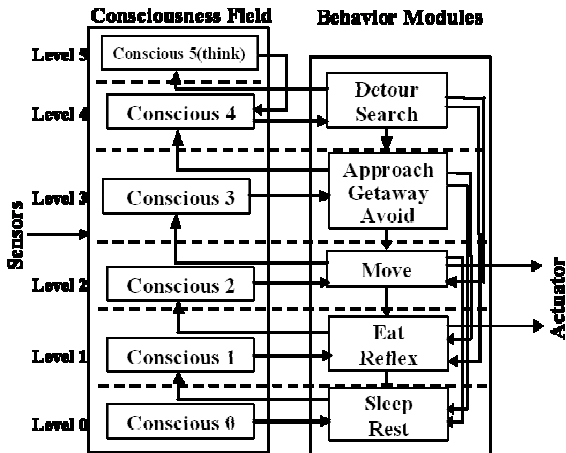 Consciousness Field
Behavior Modules
Level 5
Conscious 5(think)
Level 4
Conscious 4
Detour
Search
Level 3
Conscious 3
Approach
Getaway
Avoid
Sensors
Level 2
Conscious 2
Move
Actuator
Level 1
Conscious 1
Eat
Reflex
Level 0
Conscious 0
Sleep
Rest